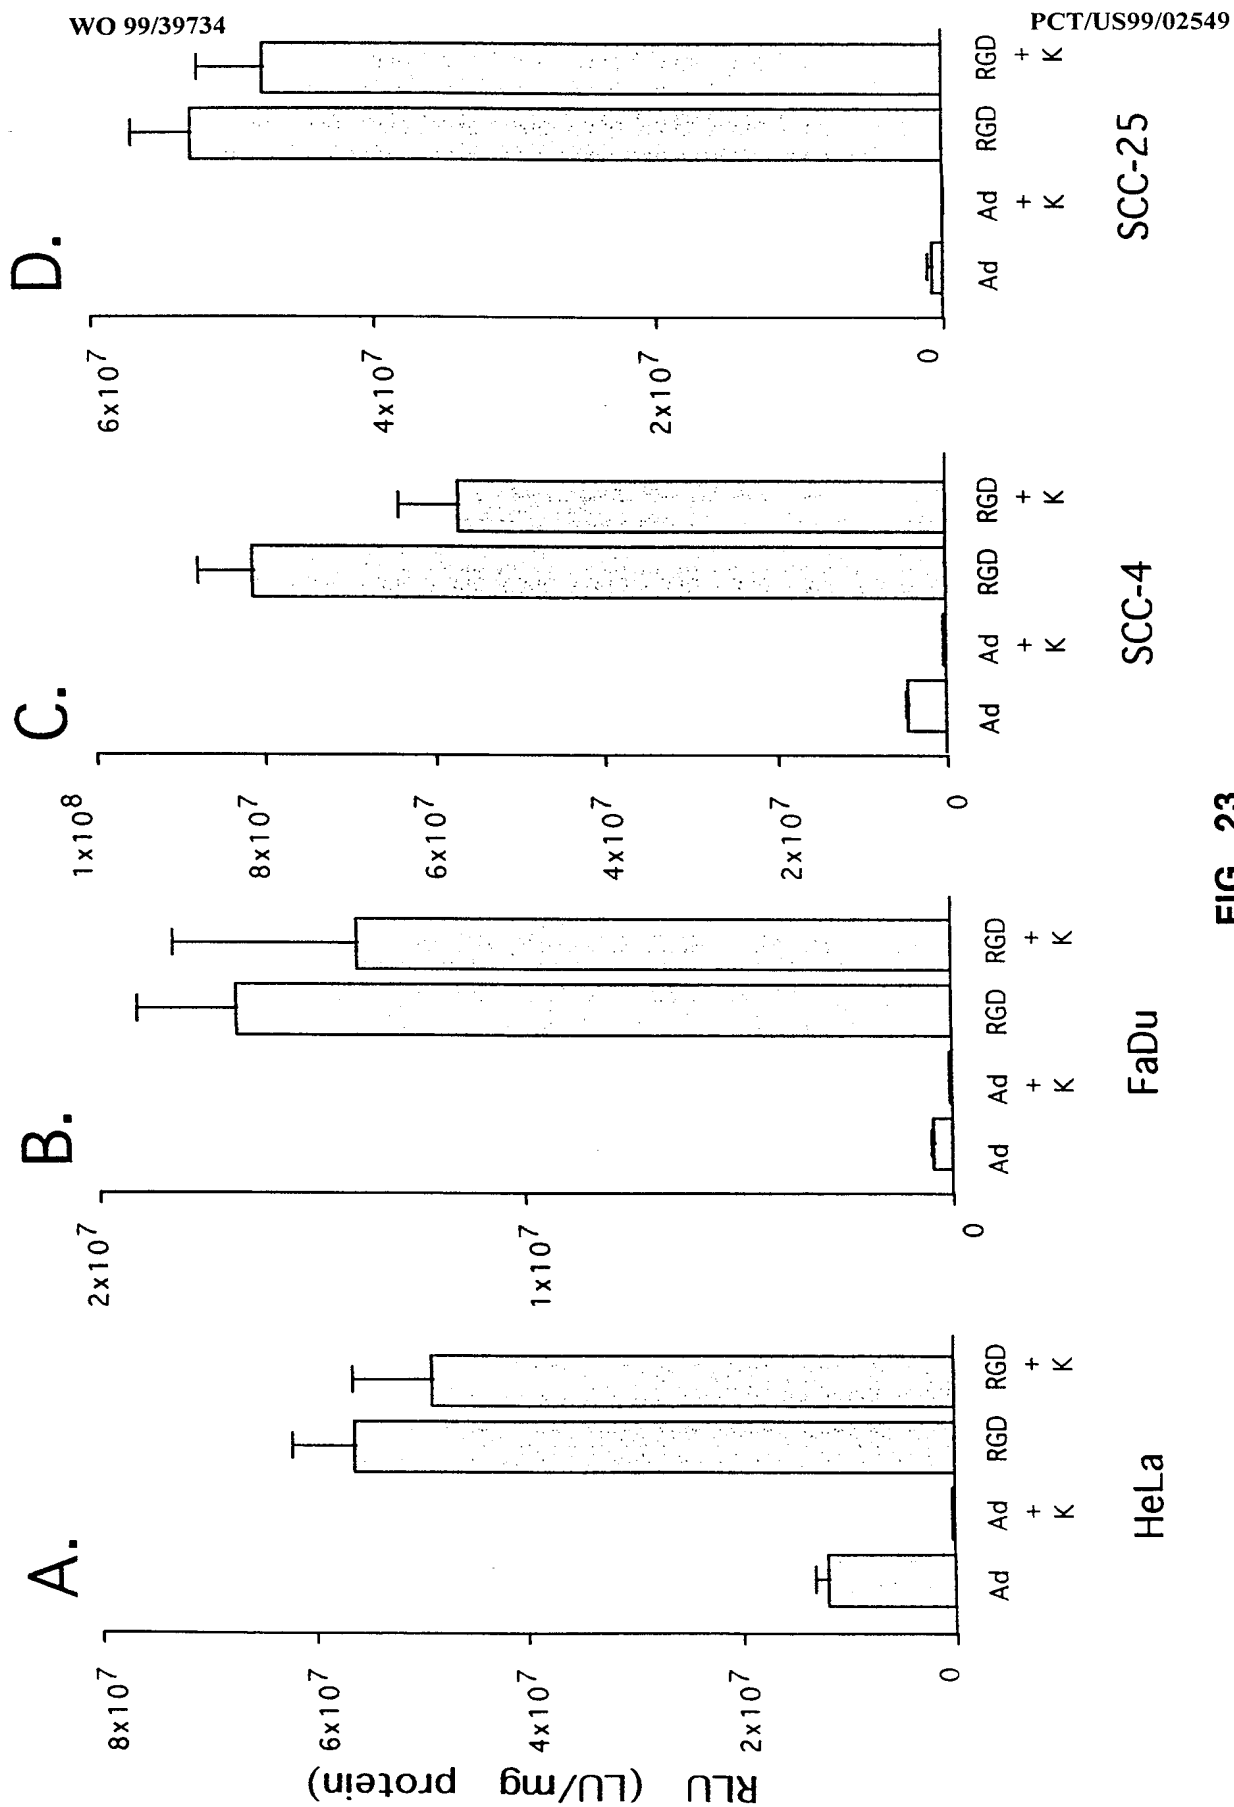 WO 99/39734
PCT/US99/02549
RLU (LU/mg protein)
A.
8x10⁷
6x10⁷
4x10⁷
2x10⁷
0
Ad
Ad + K
RGD
RGD + K
HeLa
B.
2x10⁷
1x10⁷
0
Ad
Ad + K
RGD
RGD + K
FaDu
C.
1x10⁸
8x10⁷
6x10⁷
4x10⁷
2x10⁷
0
Ad
Ad + K
RGD
RGD + K
SCC-4
D.
6x10⁷
4x10⁷
2x10⁷
0
Ad
Ad + K
RGD
RGD + K
SCC-25
FIG. 23